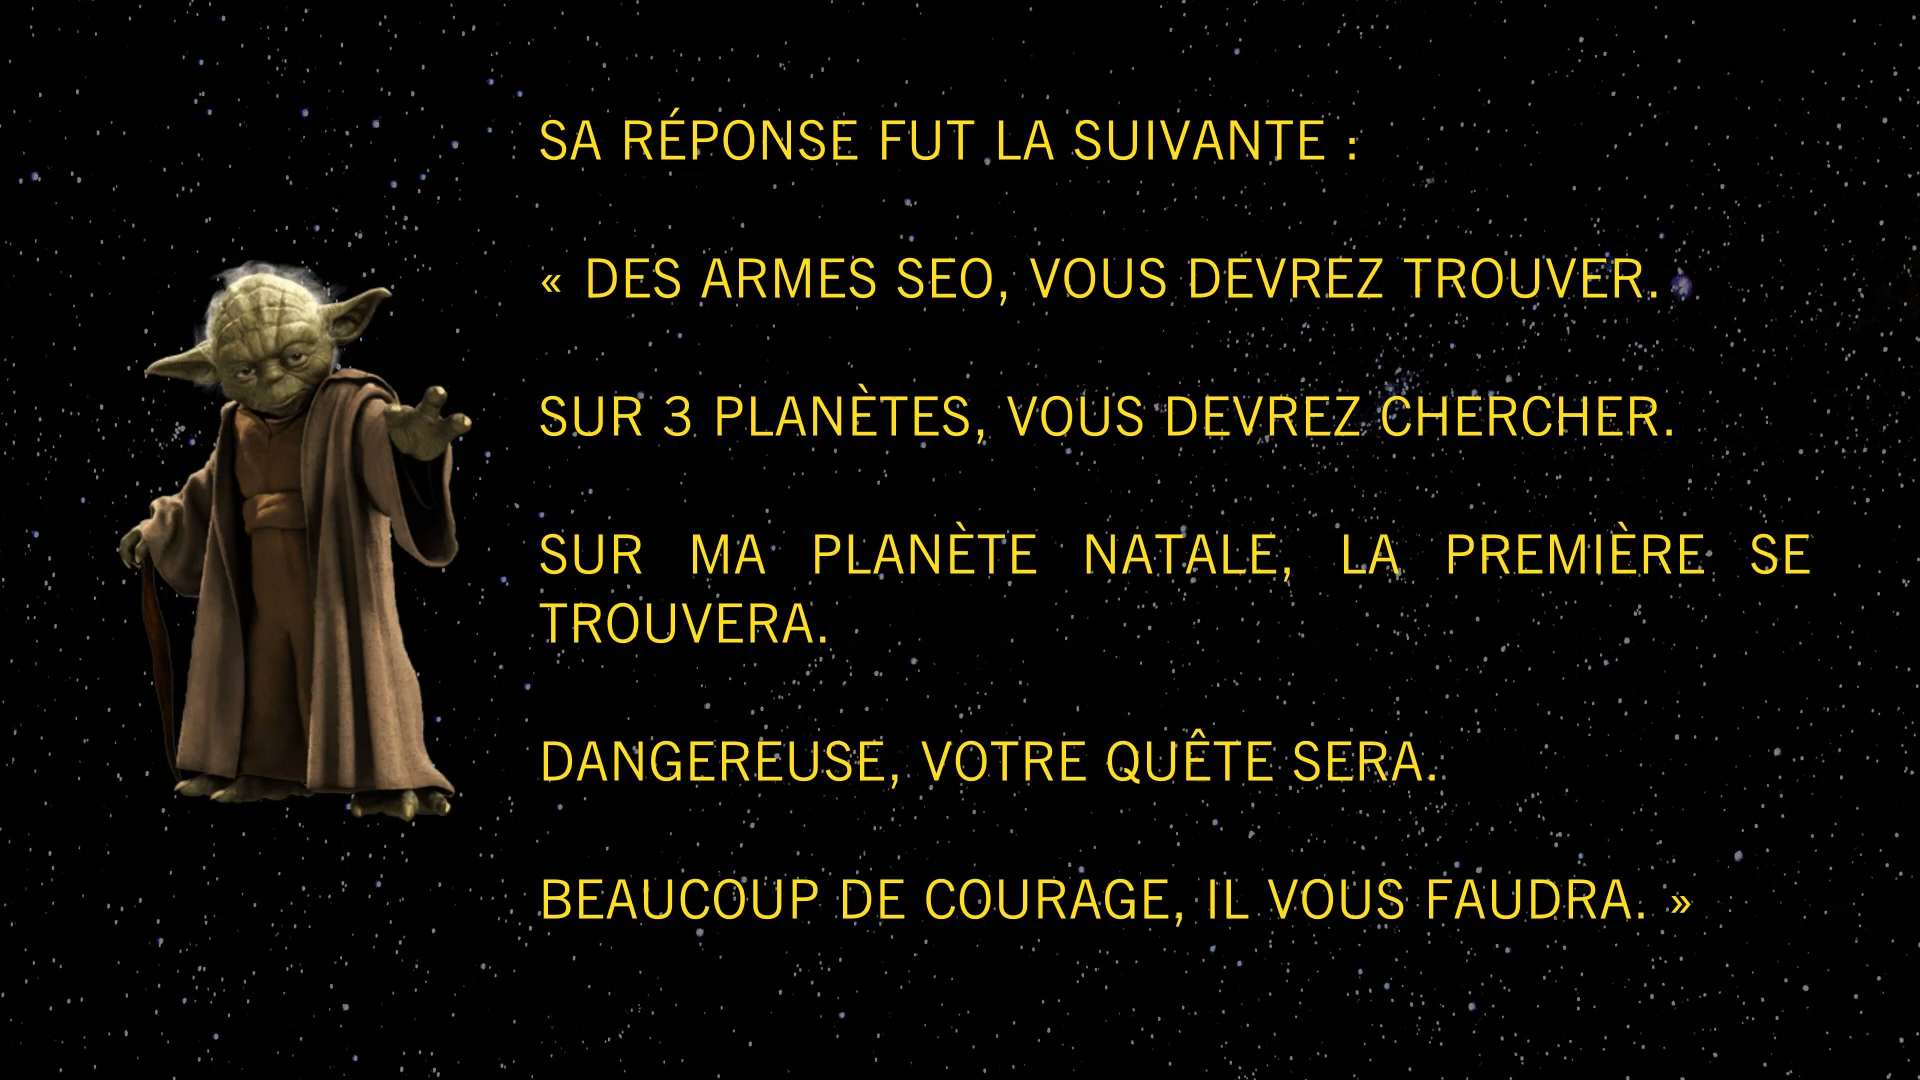 SA RÉPONSE FUT LA SUIVANTE :
« DES ARMES SEO, VOUS DEVREZ TROUVER.
SUR 3 PLANÈTES, VOUS DEVREZ CHERCHER.
SUR MA PLANÈTE NATALE, LA PREMIÈRE SE
TROUVERA.
DANGEREUSE, VOTRE QUÊTE SERA.
BEAUCOUP DE COURAGE, IL VOUS FAUDRA. »